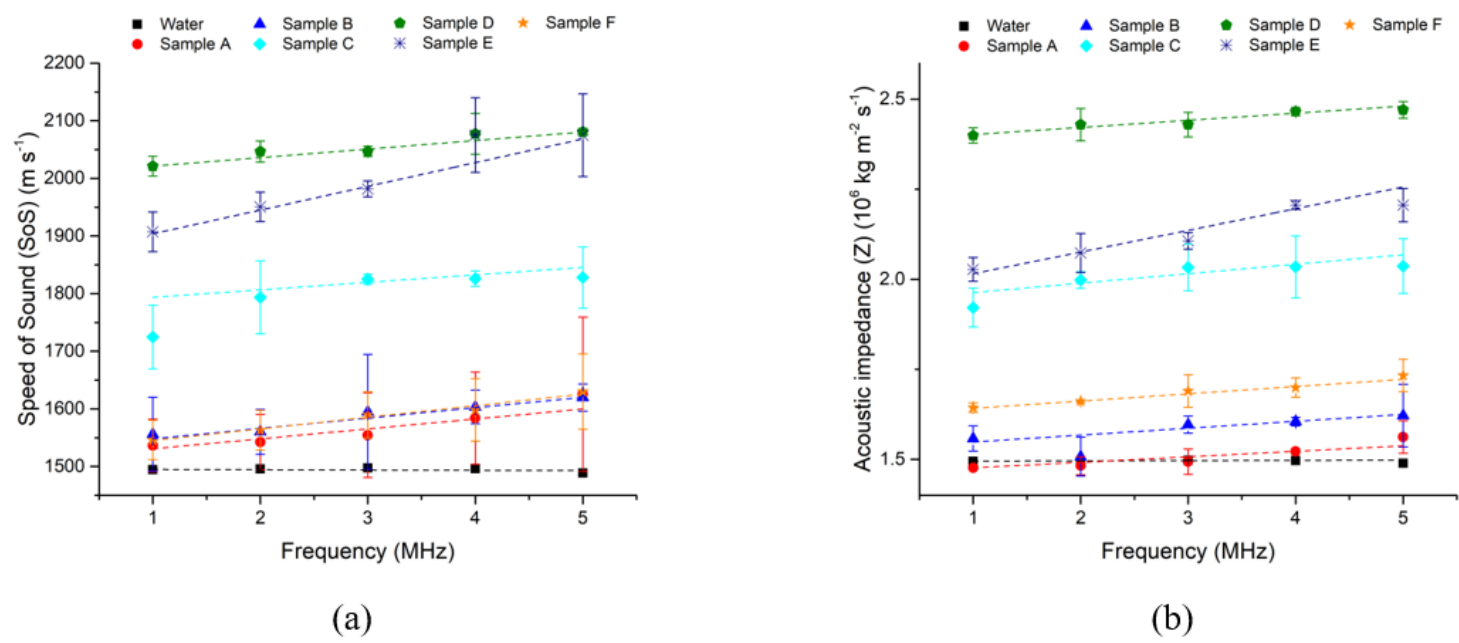 Water Sample B Sample D Sample F
Sample A Sample C Sample E
2200
2100
2000
1900
1800
1700
1600
1500
Speed of Sound (SoS) (m s⁻¹)
1 2 3 4 5
Frequency (MHz)
(a)
Water Sample B Sample D Sample F
Sample A Sample C Sample E
2.5
2.0
1.5
Acoustic impedance (Z) (10⁶ kg m⁻² s⁻¹)
1 2 3 4 5
Frequency (MHz)
(b)